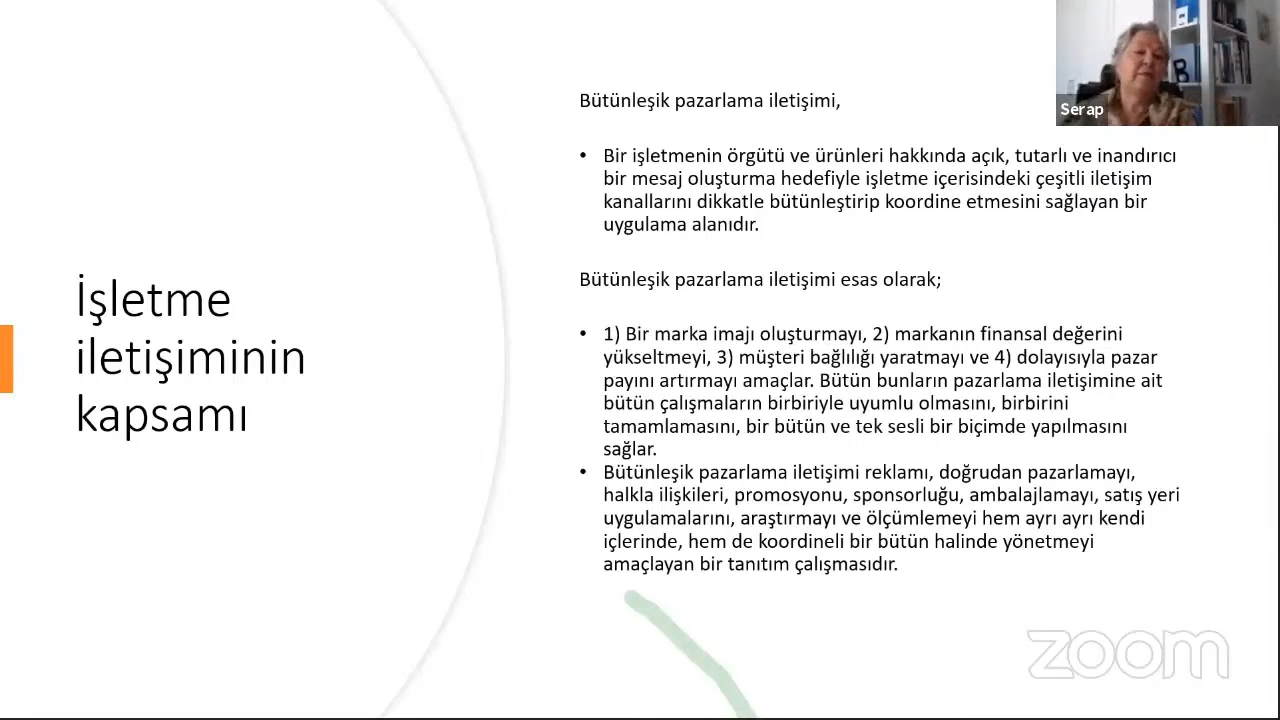 İşletme
iletişiminin
kapsamı
Bütünleşik pazarlama iletişimi,
• Bir işletmenin örgütü ve ürünleri hakkında açık, tutarlı ve inandırıcı
bir mesaj oluşturma hedefiyle işletme içerisindeki çeşitli iletişim
kanallarını dikkatle bütünleştirip koordine etmesini sağlayan bir
uygulama alanıdır.
Bütünleşik pazarlama iletişimi esas olarak;
• 1) Bir marka imajı oluşturmayı, 2) markanın finansal değerini
yükseltmeyi, 3) müşteri bağlılığı yaratmayı ve 4) dolayısıyla pazar
payını artırmayı amaçlar. Bütün bunların pazarlama iletişimine ait
bütün çalışmaların birbiriyle uyumlu olmasını, birbirini
tamamlamasını, bir bütün ve tek sesli bir biçimde yapılmasını
sağlar.
• Bütünleşik pazarlama iletişimi reklamı, doğrudan pazarlamayı,
halkla ilişkileri, promosyonu, sponsorluğu, ambalajlamayı, satış yeri
uygulamalarını, araştırmayı ve ölçümlemeyi hem ayrı ayrı kendi
içlerinde, hem de koordineli bir bütün halinde yönetmeyi
amaçlayan bir tanıtım çalışmasıdır.
B
Serap
zoom